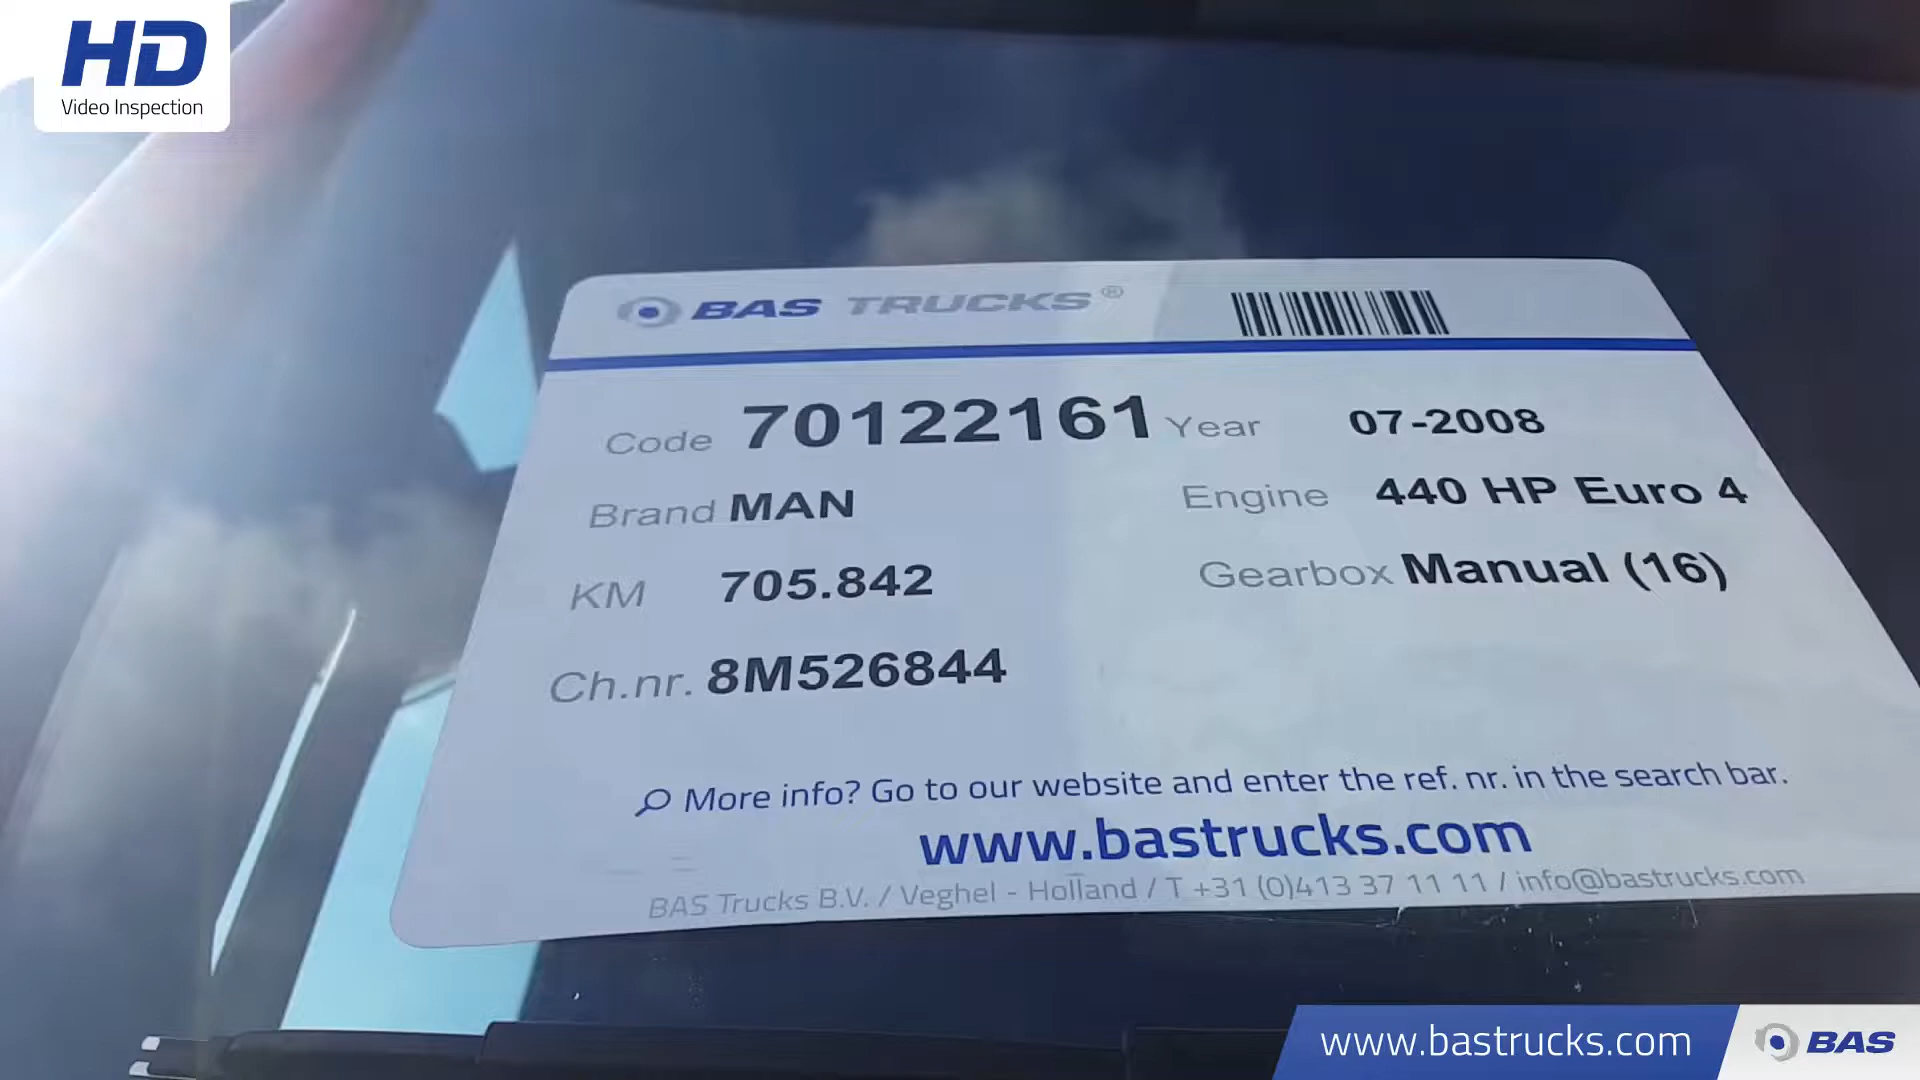 HD
Video Inspection
BAS TRUCKS®
Code 70122161 Year 07-2008
Brand MAN Engine 440 HP Euro 4
KM 705.842 Gearbox Manual (16)
Ch.nr. 8M526844
More info? Go to our website and enter the ref. nr. in the search bar.
www.bastrucks.com
BAS Trucks B.V. / Veghel - Holland / T +31 (0)413 37 11 11 / info@bastrucks.com
www.bastrucks.com BAS